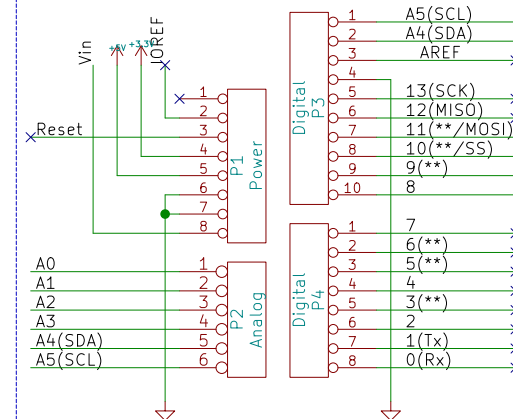 Vin
+5V
+3.3V
IOREF
1
2
Reset 3
4
5
6
7
8
P1
Power
A0 1
A1 2
A2 3
A3 4
A4(SDA) 5
A5(SCL) 6
P2
Analog
Digital
P3
1 A5(SCL)
2 A4(SDA)
3 AREF
4
5 13(SCK)
6 12(MISO)
7 11(**/MOSI)
8 10(**/SS)
9 9(**)
10 8
Digital
P4
1 7
2 6(**)
3 5(**)
4 4
5 3(**)
6 2
7 1(Tx)
8 0(Rx)